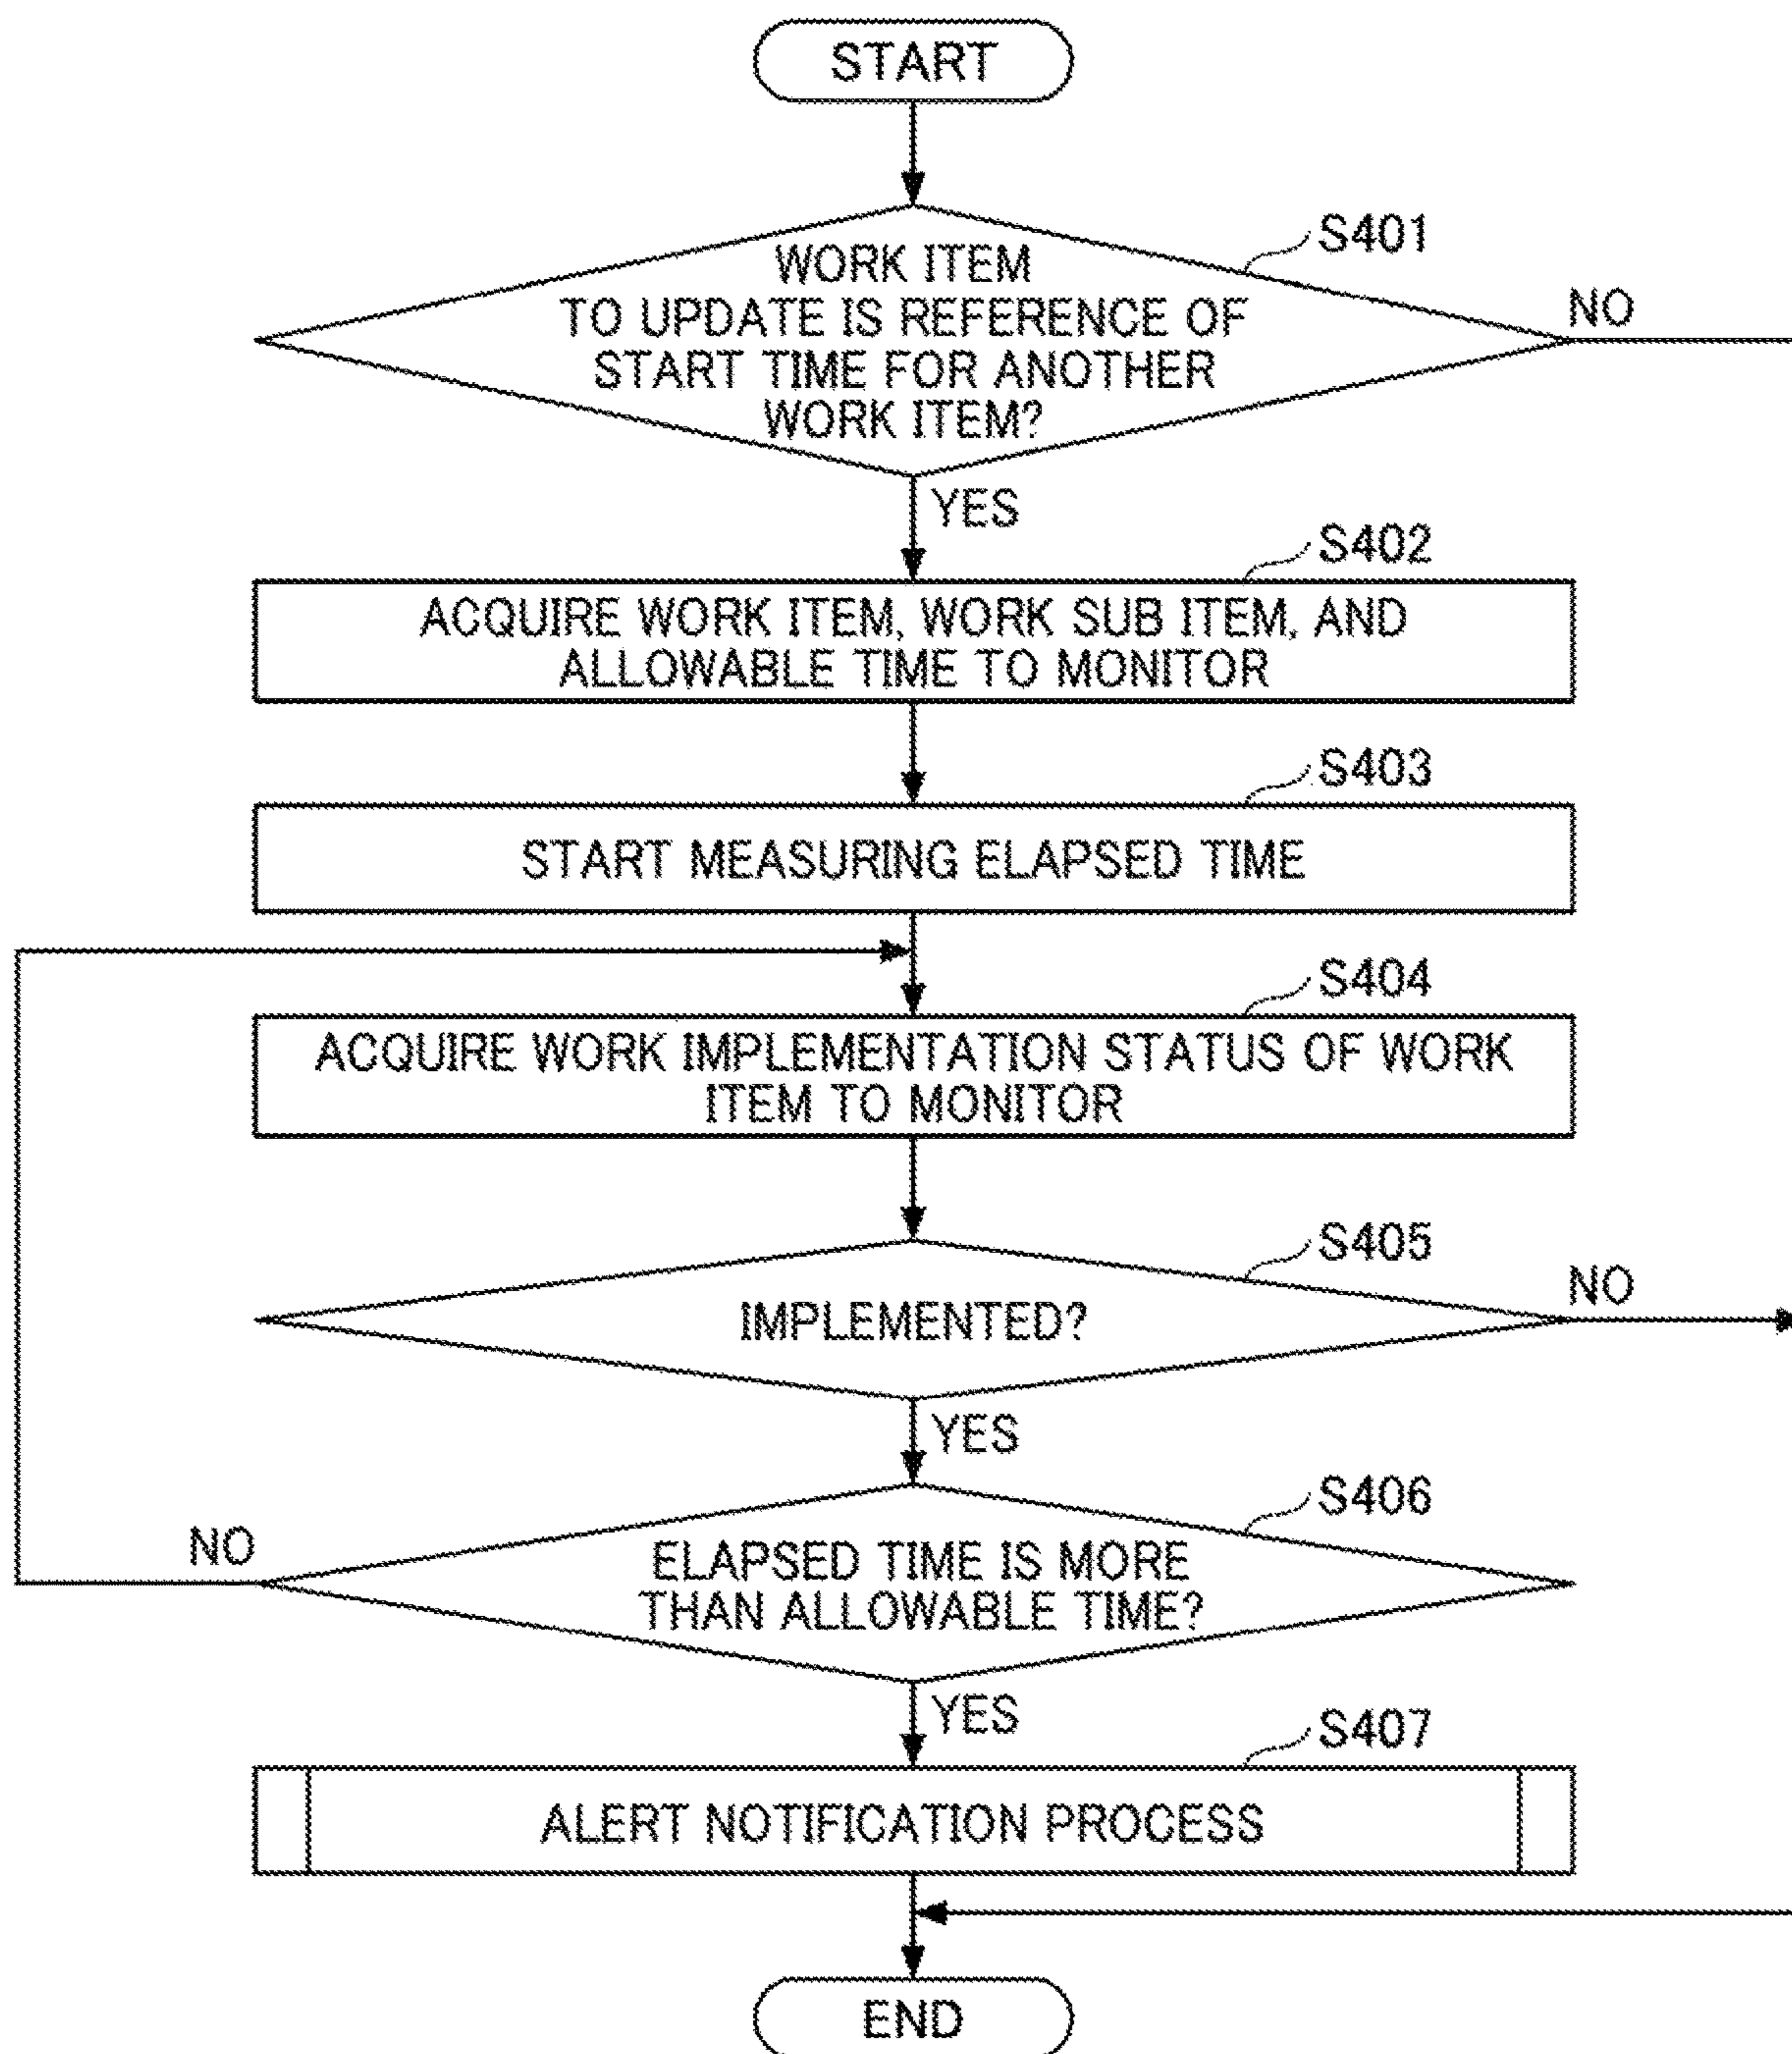 START
S401
WORK ITEM
TO UPDATE IS REFERENCE OF
START TIME FOR ANOTHER
WORK ITEM?
NO
YES
S402
ACQUIRE WORK ITEM, WORK SUB ITEM, AND
ALLOWABLE TIME TO MONITOR
S403
START MEASURING ELAPSED TIME
S404
ACQUIRE WORK IMPLEMENTATION STATUS OF WORK
ITEM TO MONITOR
S405
IMPLEMENTED?
NO
YES
S406
NO
ELAPSED TIME IS MORE
THAN ALLOWABLE TIME?
YES
S407
ALERT NOTIFICATION PROCESS
END